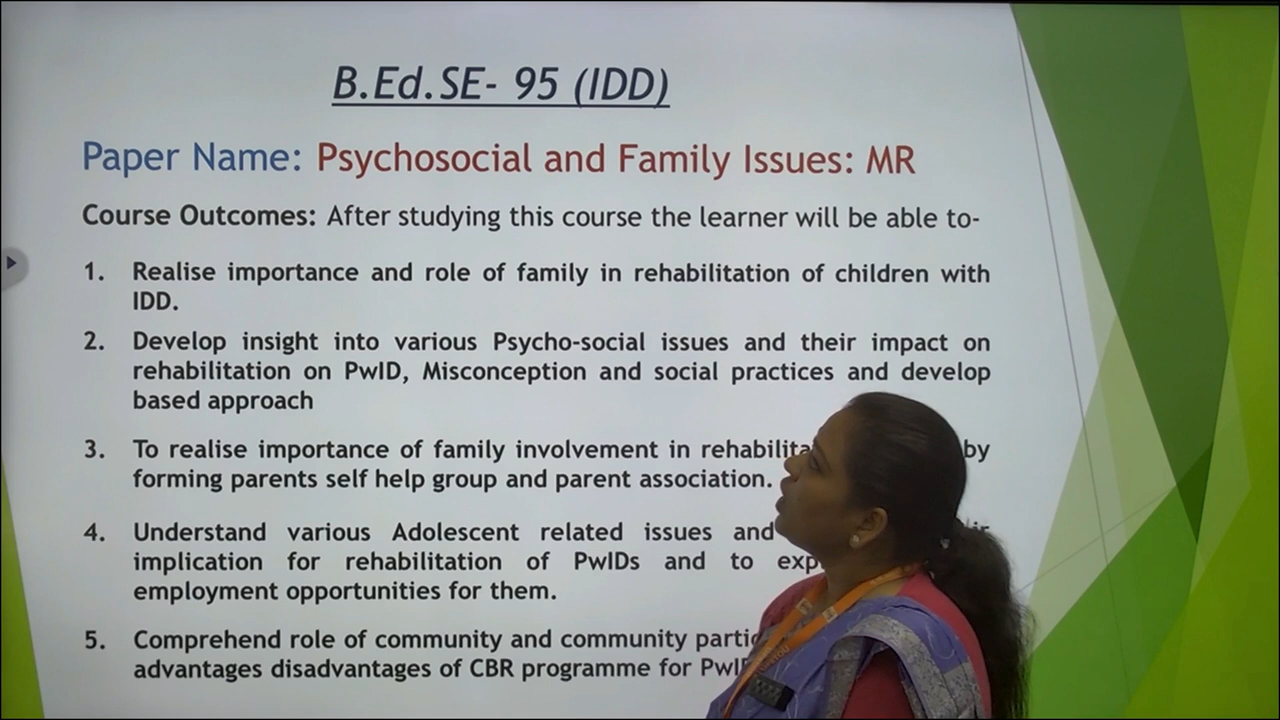 B.Ed.SE- 95 (IDD)
Paper Name: Psychosocial and Family Issues: MR
Course Outcomes: After studying this course the learner will be able to-
1. Realise importance and role of family in rehabilitation of children with
IDD.
2. Develop insight into various Psycho-social issues and their impact on
rehabilitation on PwID, Misconception and social practices and develop
based approach
3. To realise importance of family involvement in by
forming parents self help group and parent association.
4. Understand various Adolescent related issues and
implication for rehabilitation of PwIDs and to
employment opportunities for them.
5. Comprehend role of community and community
advantages disadvantages of CBR programme for